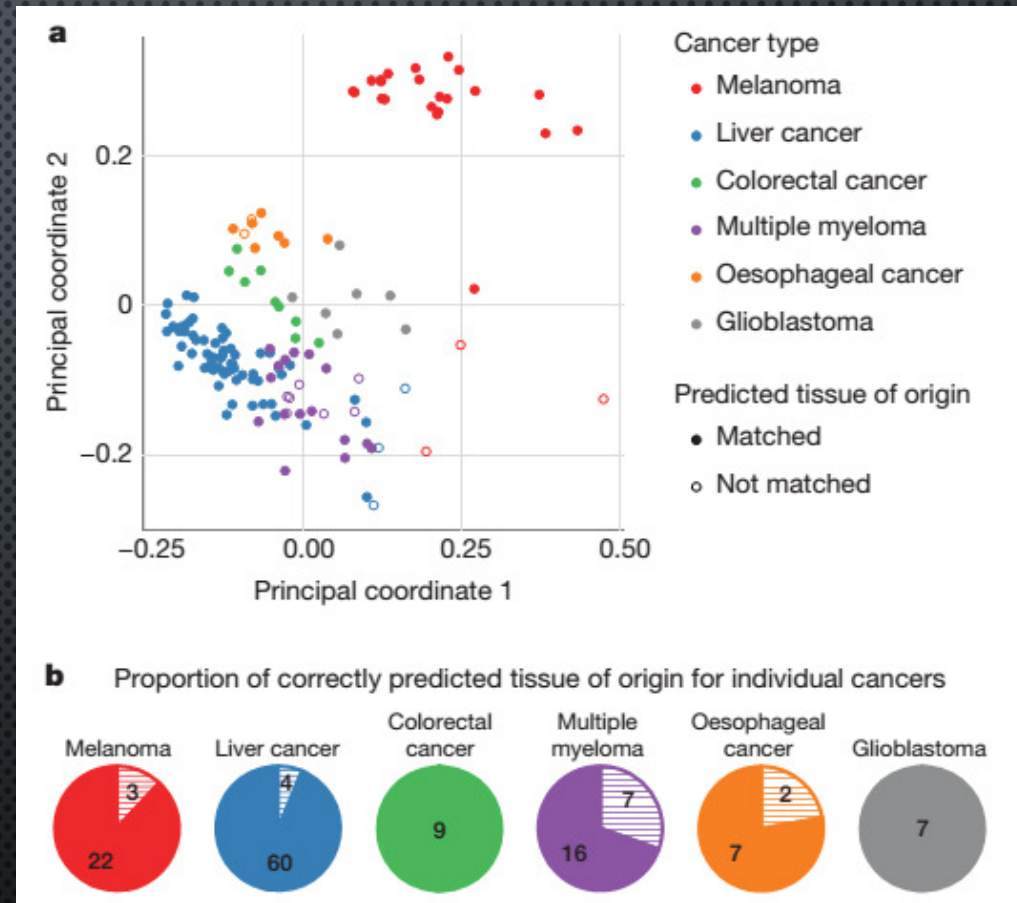 a
Cancer type
Melanoma
Liver cancer
Colorectal cancer
Multiple myeloma
Oesophageal cancer
Glioblastoma
Predicted tissue of origin
Matched
Not matched
Principal coordinate 2
0.2
0
−0.2
−0.25 0.00 0.25 0.50
Principal coordinate 1
b Proportion of correctly predicted tissue of origin for individual cancers
Melanoma
3
22
Liver cancer
4
60
Colorectal
cancer
9
Multiple
myeloma
7
16
Oesophageal
cancer
2
7
Glioblastoma
7